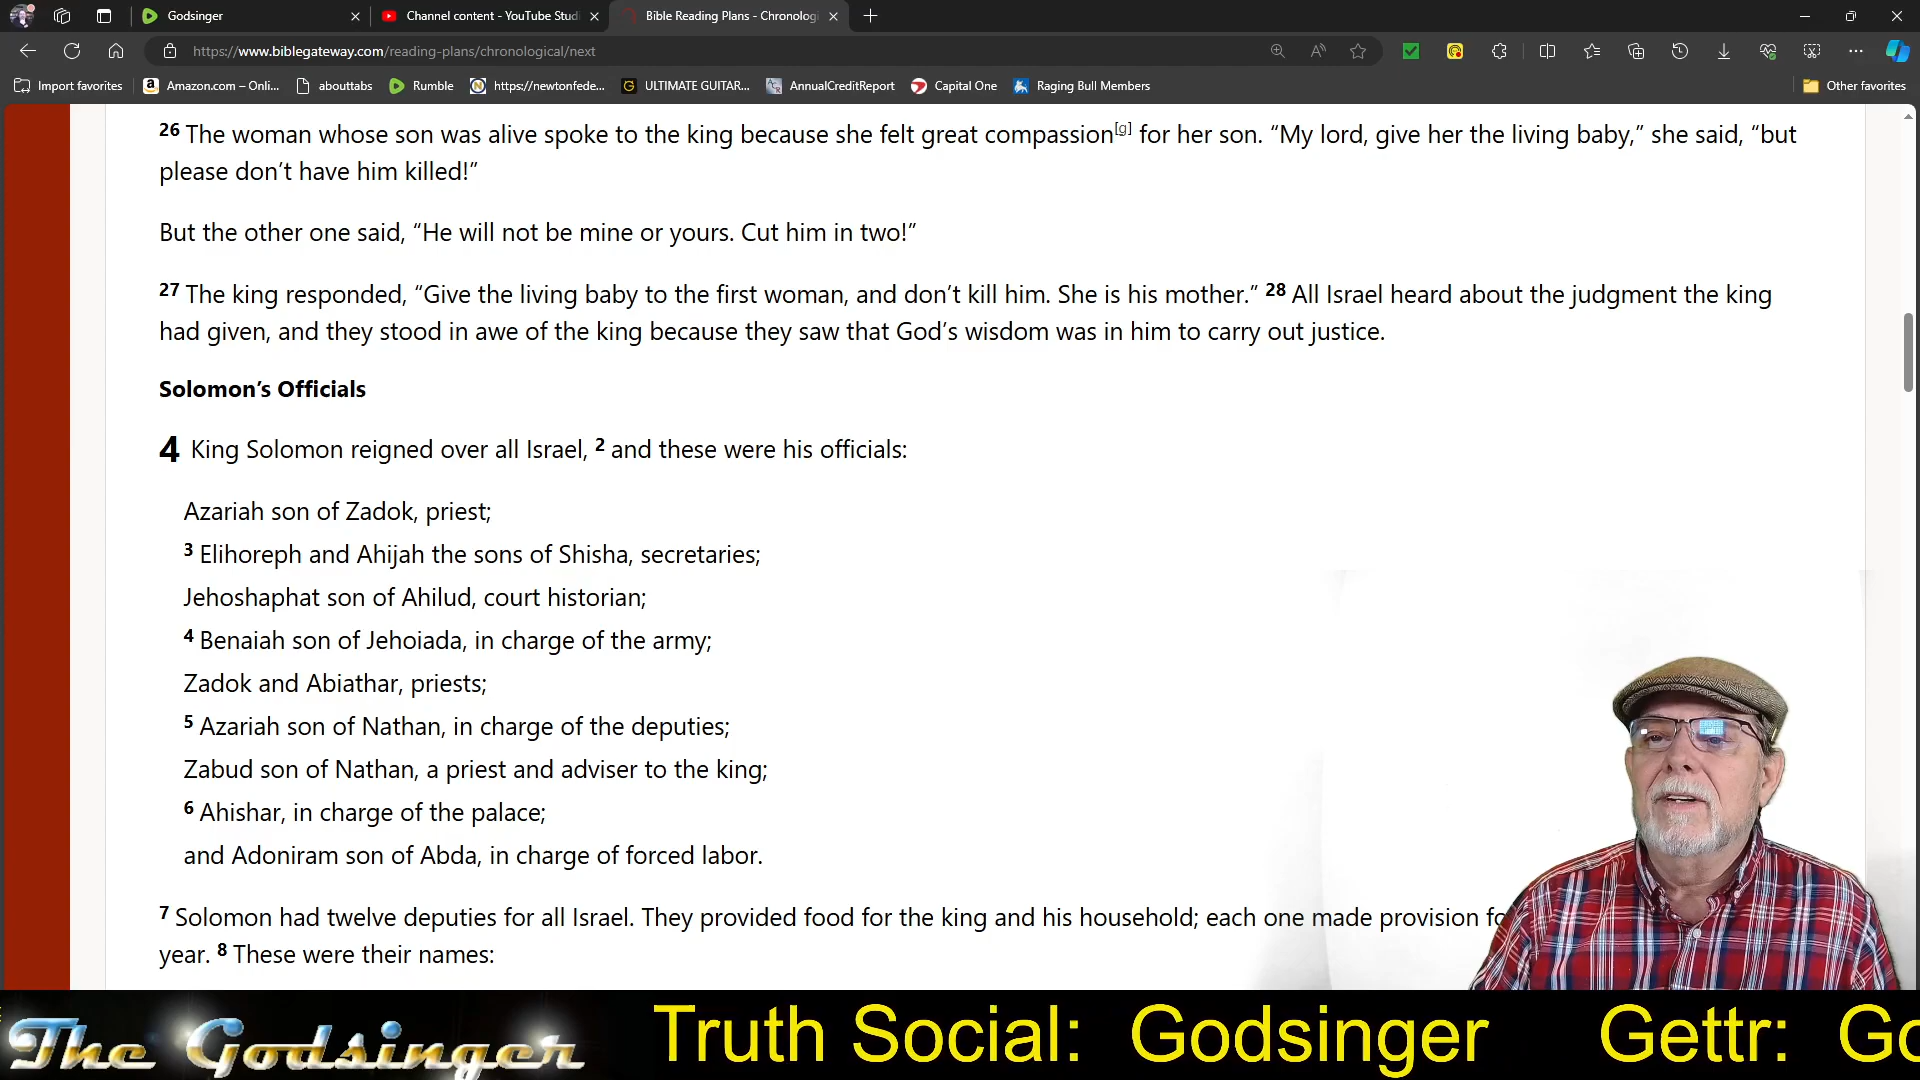 Godsinger
Channel content - YouTube Studi
Bible Reading Plans - Chronologi
https://www.biblegateway.com/reading-plans/chronological/next
Import favorites
Amazon.com – Onli...
abouttabs
Rumble
https://newtonfede...
ULTIMATE GUITAR...
AnnualCreditReport
Capital One
Raging Bull Members
Other favorites
26 The woman whose son was alive spoke to the king because she felt great compassion[g] for her son. “My lord, give her the living baby,” she said, “but
please don’t have him killed!”
But the other one said, “He will not be mine or yours. Cut him in two!”
27 The king responded, “Give the living baby to the first woman, and don’t kill him. She is his mother.” 28 All Israel heard about the judgment the king
had given, and they stood in awe of the king because they saw that God’s wisdom was in him to carry out justice.
Solomon’s Officials
4 King Solomon reigned over all Israel, 2 and these were his officials:
Azariah son of Zadok, priest;
3 Elihoreph and Ahijah the sons of Shisha, secretaries;
Jehoshaphat son of Ahilud, court historian;
4 Benaiah son of Jehoiada, in charge of the army;
Zadok and Abiathar, priests;
5 Azariah son of Nathan, in charge of the deputies;
Zabud son of Nathan, a priest and adviser to the king;
6 Ahishar, in charge of the palace;
and Adoniram son of Abda, in charge of forced labor.
7 Solomon had twelve deputies for all Israel. They provided food for the king and his household; each one made provision fo
year. 8 These were their names:
The Godsinger
Truth Social: Godsinger Gettr: Go